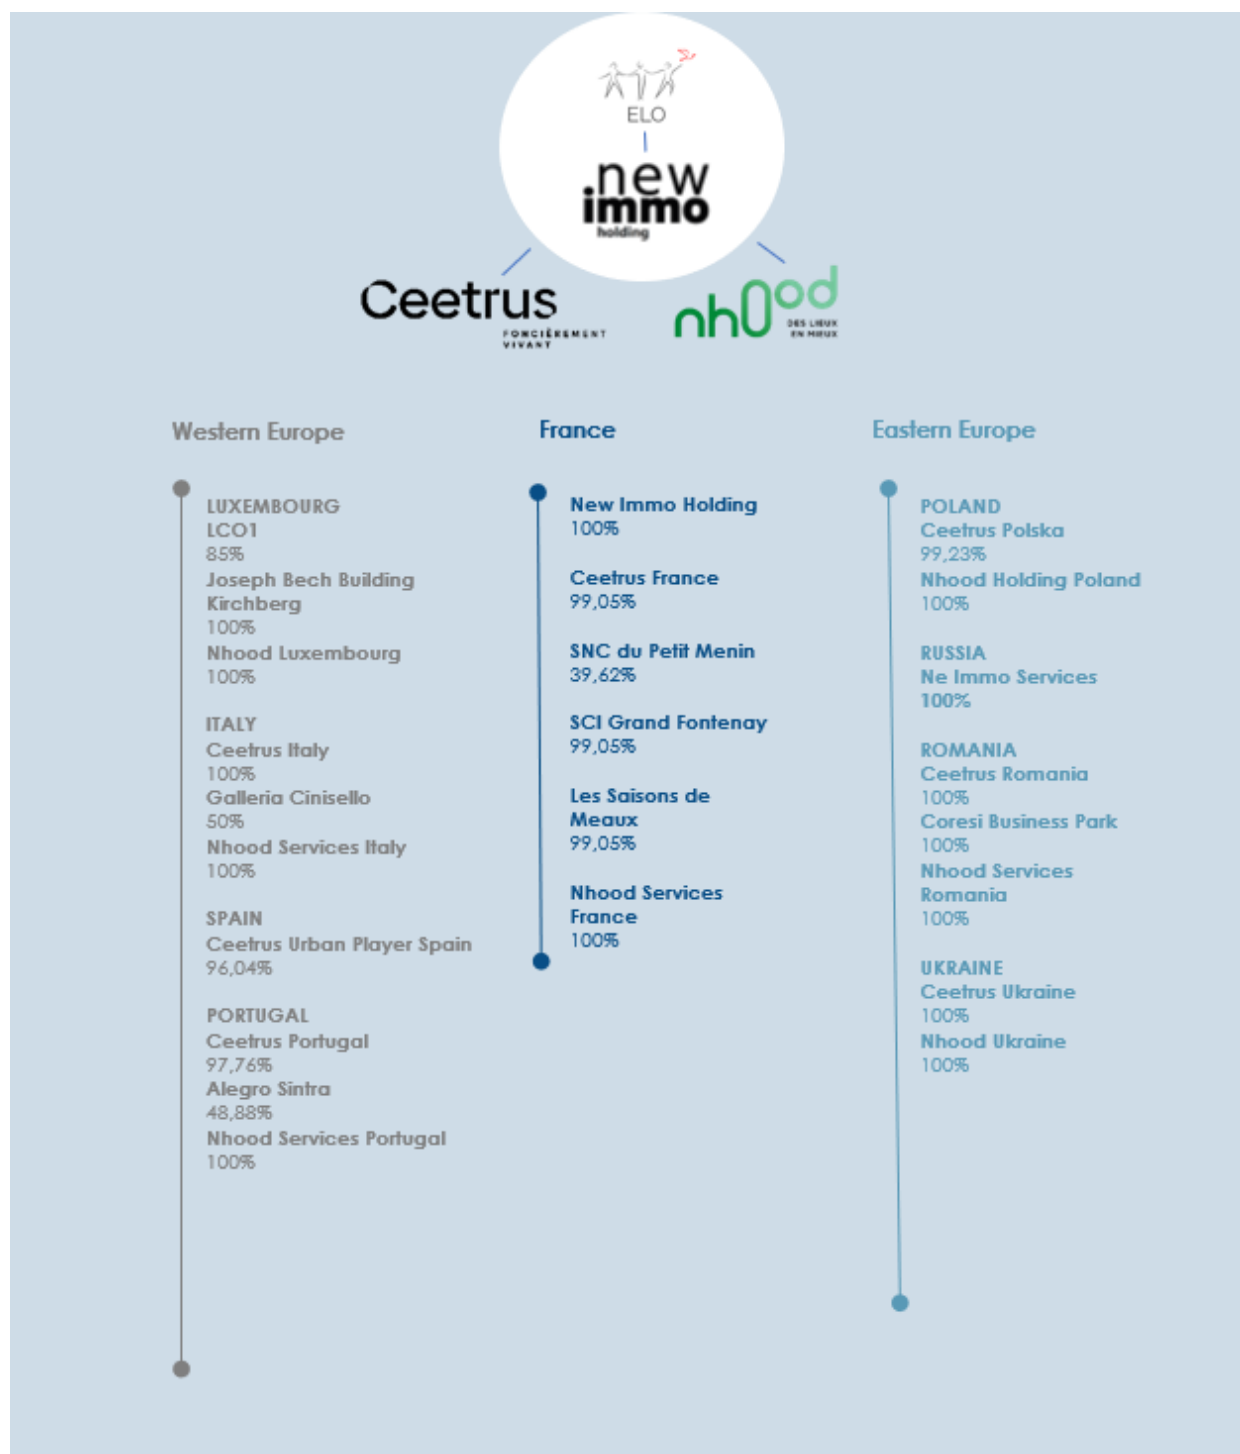 ELO
new
immo
holding
Ceetrus
FONCIÈREMENT
VIVANT
nhood
DES LIEUX
EN MIEUX
Western Europe
LUXEMBOURG
LCO1
85%
Joseph Bech Building
Kirchberg
100%
Nhood Luxembourg
100%
ITALY
Ceetrus Italy
100%
Galleria Cinisello
50%
Nhood Services Italy
100%
SPAIN
Ceetrus Urban Player Spain
96,04%
PORTUGAL
Ceetrus Portugal
97,76%
Alegro Sintra
48,88%
Nhood Services Portugal
100%
France
New Immo Holding
100%
Ceetrus France
99,05%
SNC du Petit Menin
39,62%
SCI Grand Fontenay
99,05%
Les Saisons de
Meaux
99,05%
Nhood Services
France
100%
Eastern Europe
POLAND
Ceetrus Polska
99,23%
Nhood Holding Poland
100%
RUSSIA
Ne Immo Services
100%
ROMANIA
Ceetrus Romania
100%
Coresi Business Park
100%
Nhood Services
Romania
100%
UKRAINE
Ceetrus Ukraine
100%
Nhood Ukraine
100%